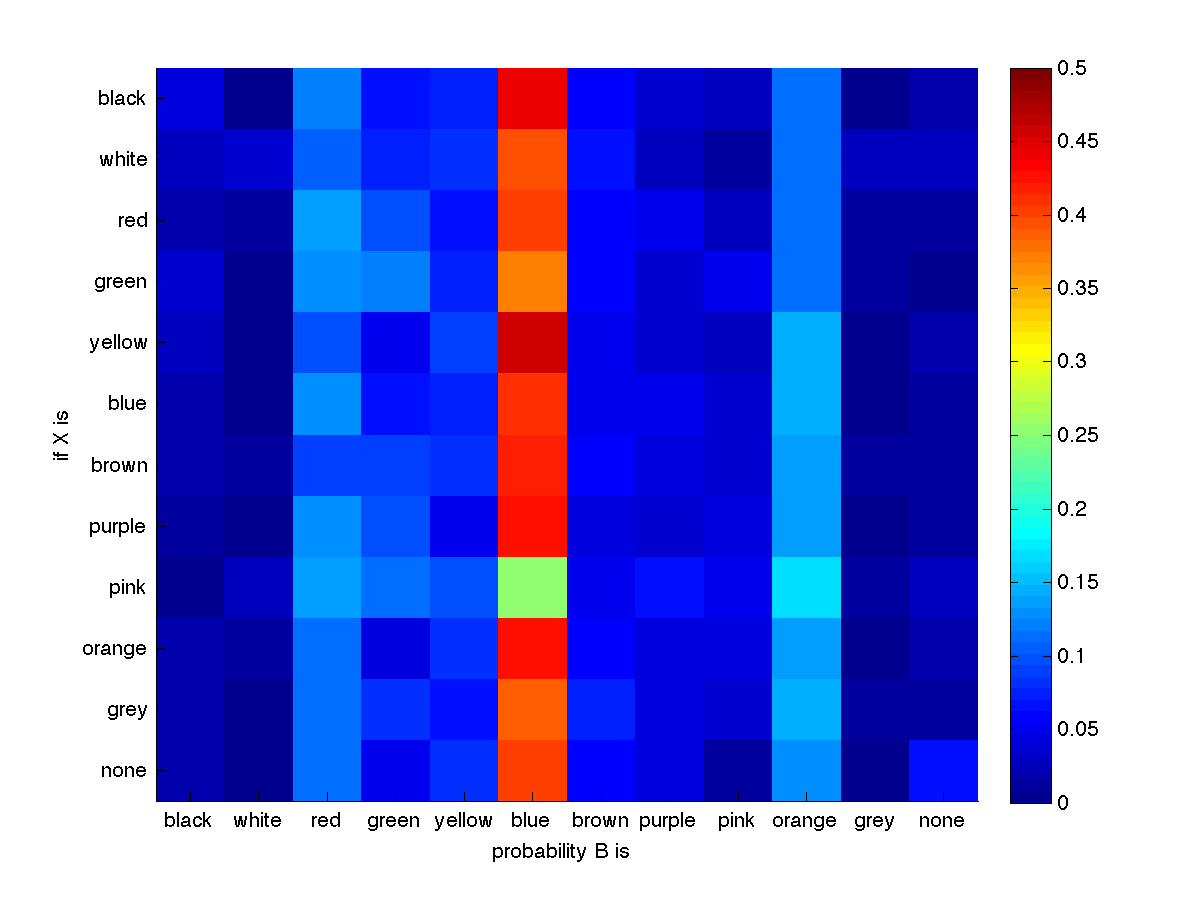 black
white
red
green
yellow
blue
brown
purple
pink
orange
grey
none
if X is
black white red green yellow blue brown purple pink orange grey none
probability B is
0.5
0.45
0.4
0.35
0.3
0.25
0.2
0.15
0.1
0.05
0